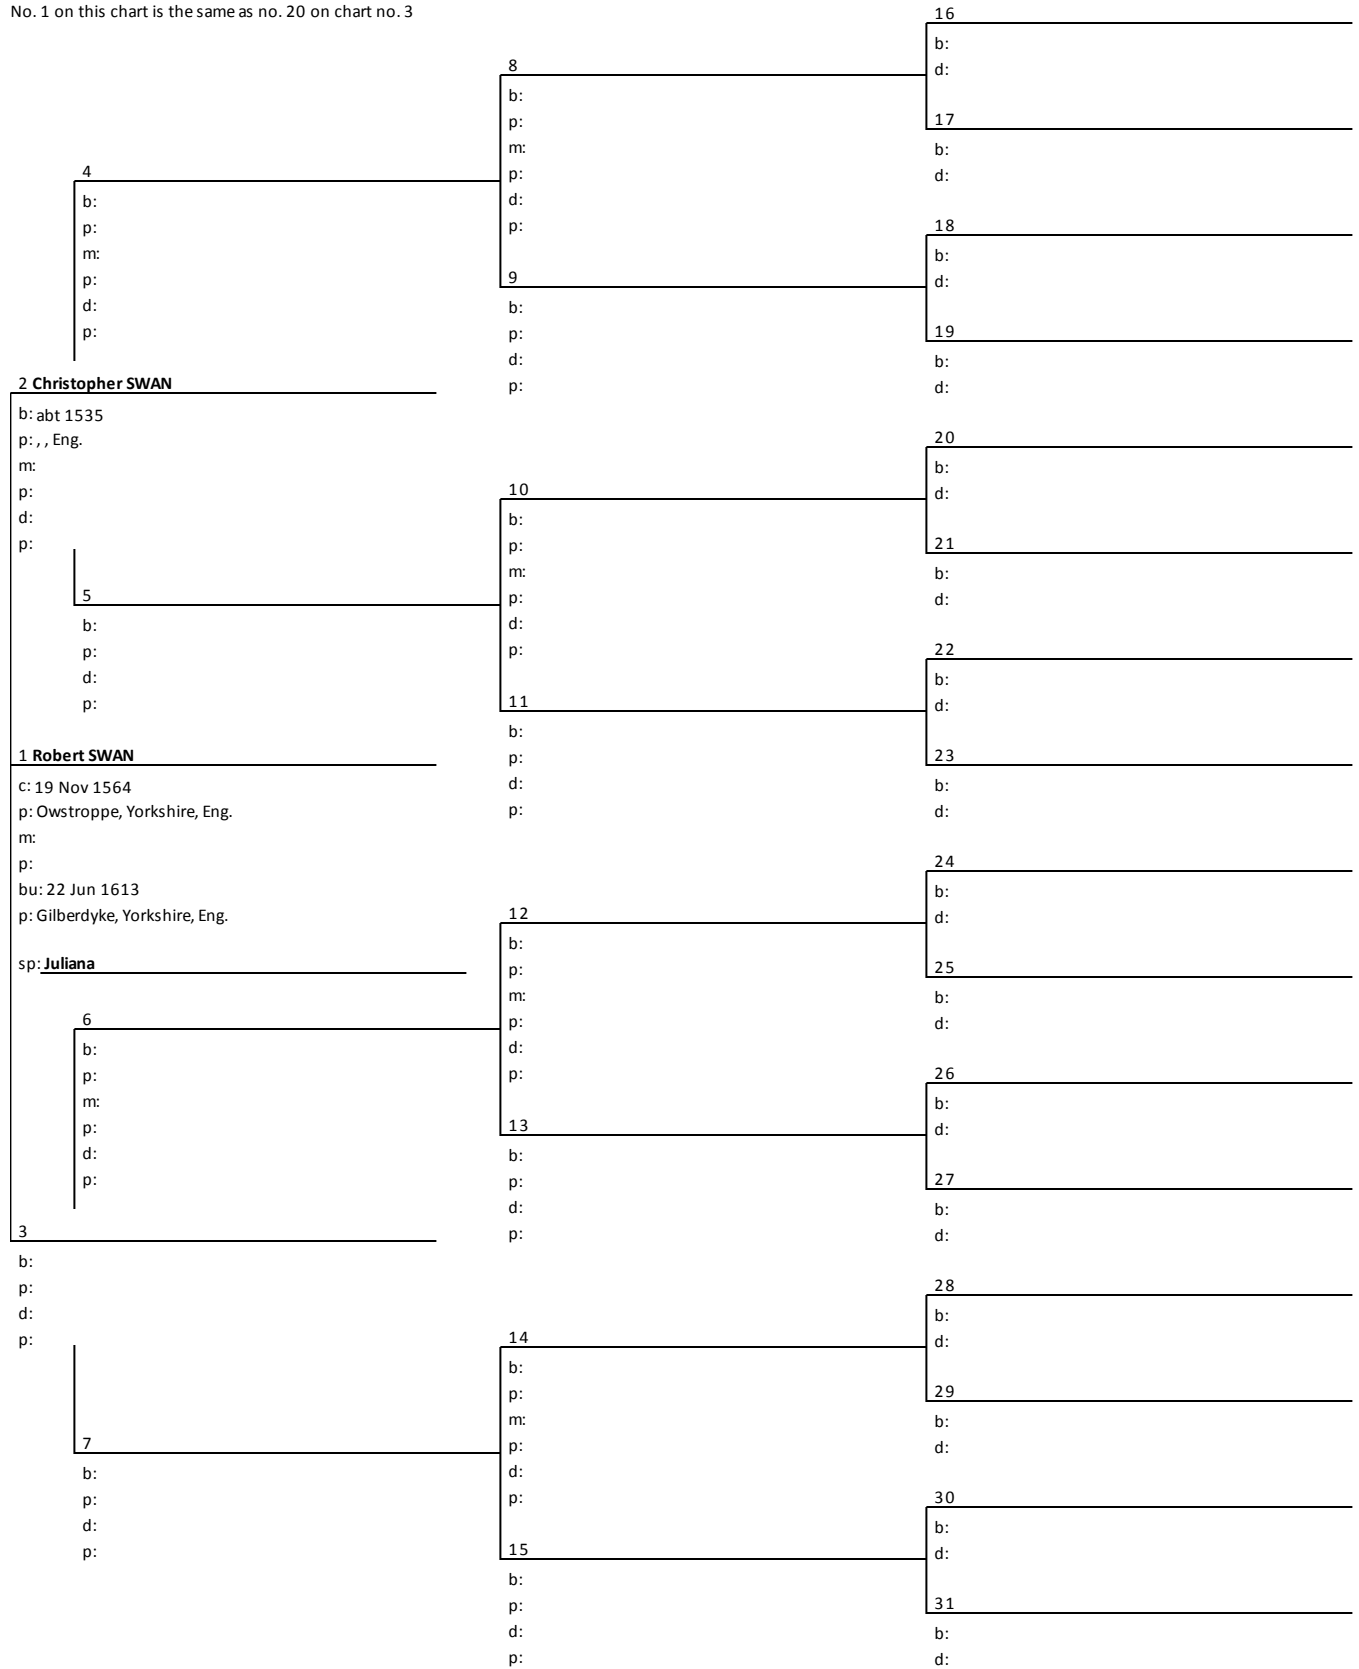 No. 1 on this chart is the same as no. 20 on chart no. 3
4
b:
p:
m:
p:
d:
p:
2 Christopher SWAN
b: abt 1535
p: , , Eng.
m:
p:
d:
p:
5
b:
p:
d:
p:
1 Robert SWAN
c: 19 Nov 1564
p: Owstroppe, Yorkshire, Eng.
m:
p:
bu: 22 Jun 1613
p: Gilberdyke, Yorkshire, Eng.
sp: Juliana
6
b:
p:
m:
p:
d:
p:
3
b:
p:
d:
p:
7
b:
p:
d:
p:
8
b:
p:
m:
p:
d:
p:
9
b:
p:
d:
p:
10
b:
p:
m:
p:
d:
p:
11
b:
p:
d:
p:
12
b:
p:
m:
p:
d:
p:
13
b:
p:
d:
p:
14
b:
p:
m:
p:
d:
p:
15
b:
p:
d:
p:
16
b:
d:
17
b:
d:
18
b:
d:
19
b:
d:
20
b:
d:
21
b:
d:
22
b:
d:
23
b:
d:
24
b:
d:
25
b:
d:
26
b:
d:
27
b:
d:
28
b:
d:
29
b:
d:
30
b:
d:
31
b:
d: